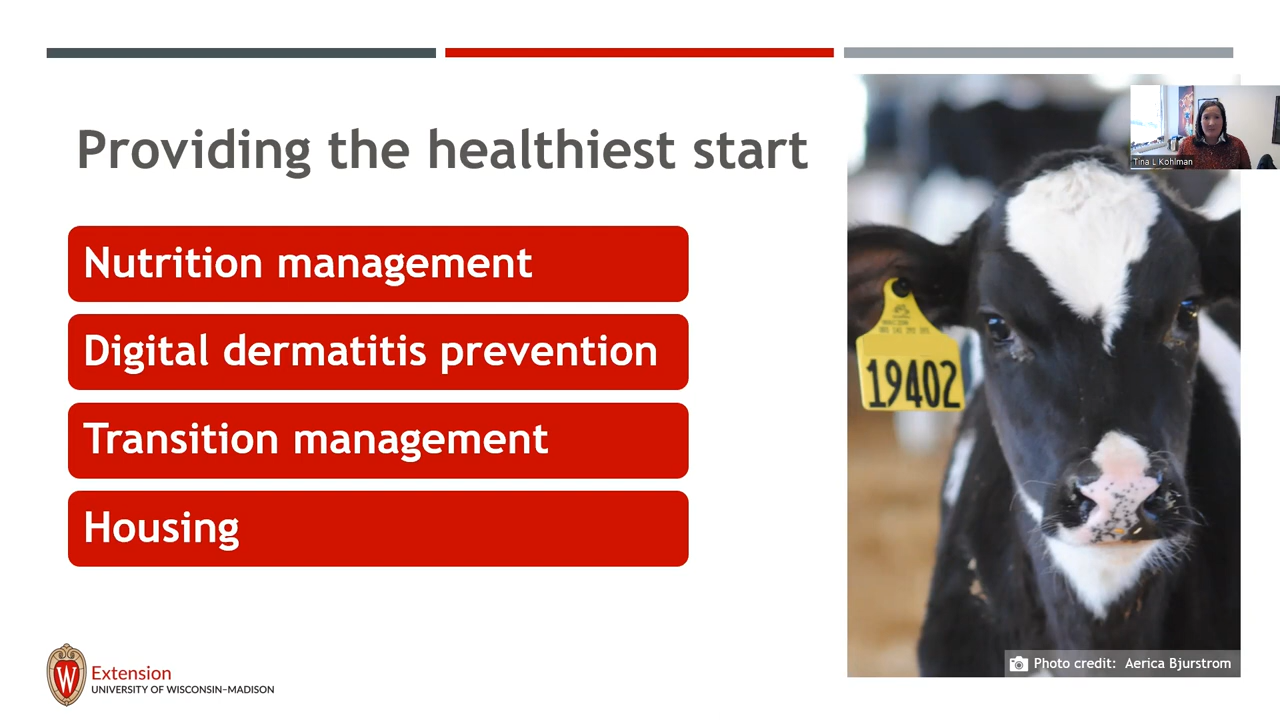 Providing the healthiest start
Nutrition management
Digital dermatitis prevention
Transition management
Housing
Tina L Kohlman
19402
W
Extension
UNIVERSITY OF WISCONSIN–MADISON
Photo credit: Aerica Bjurstrom